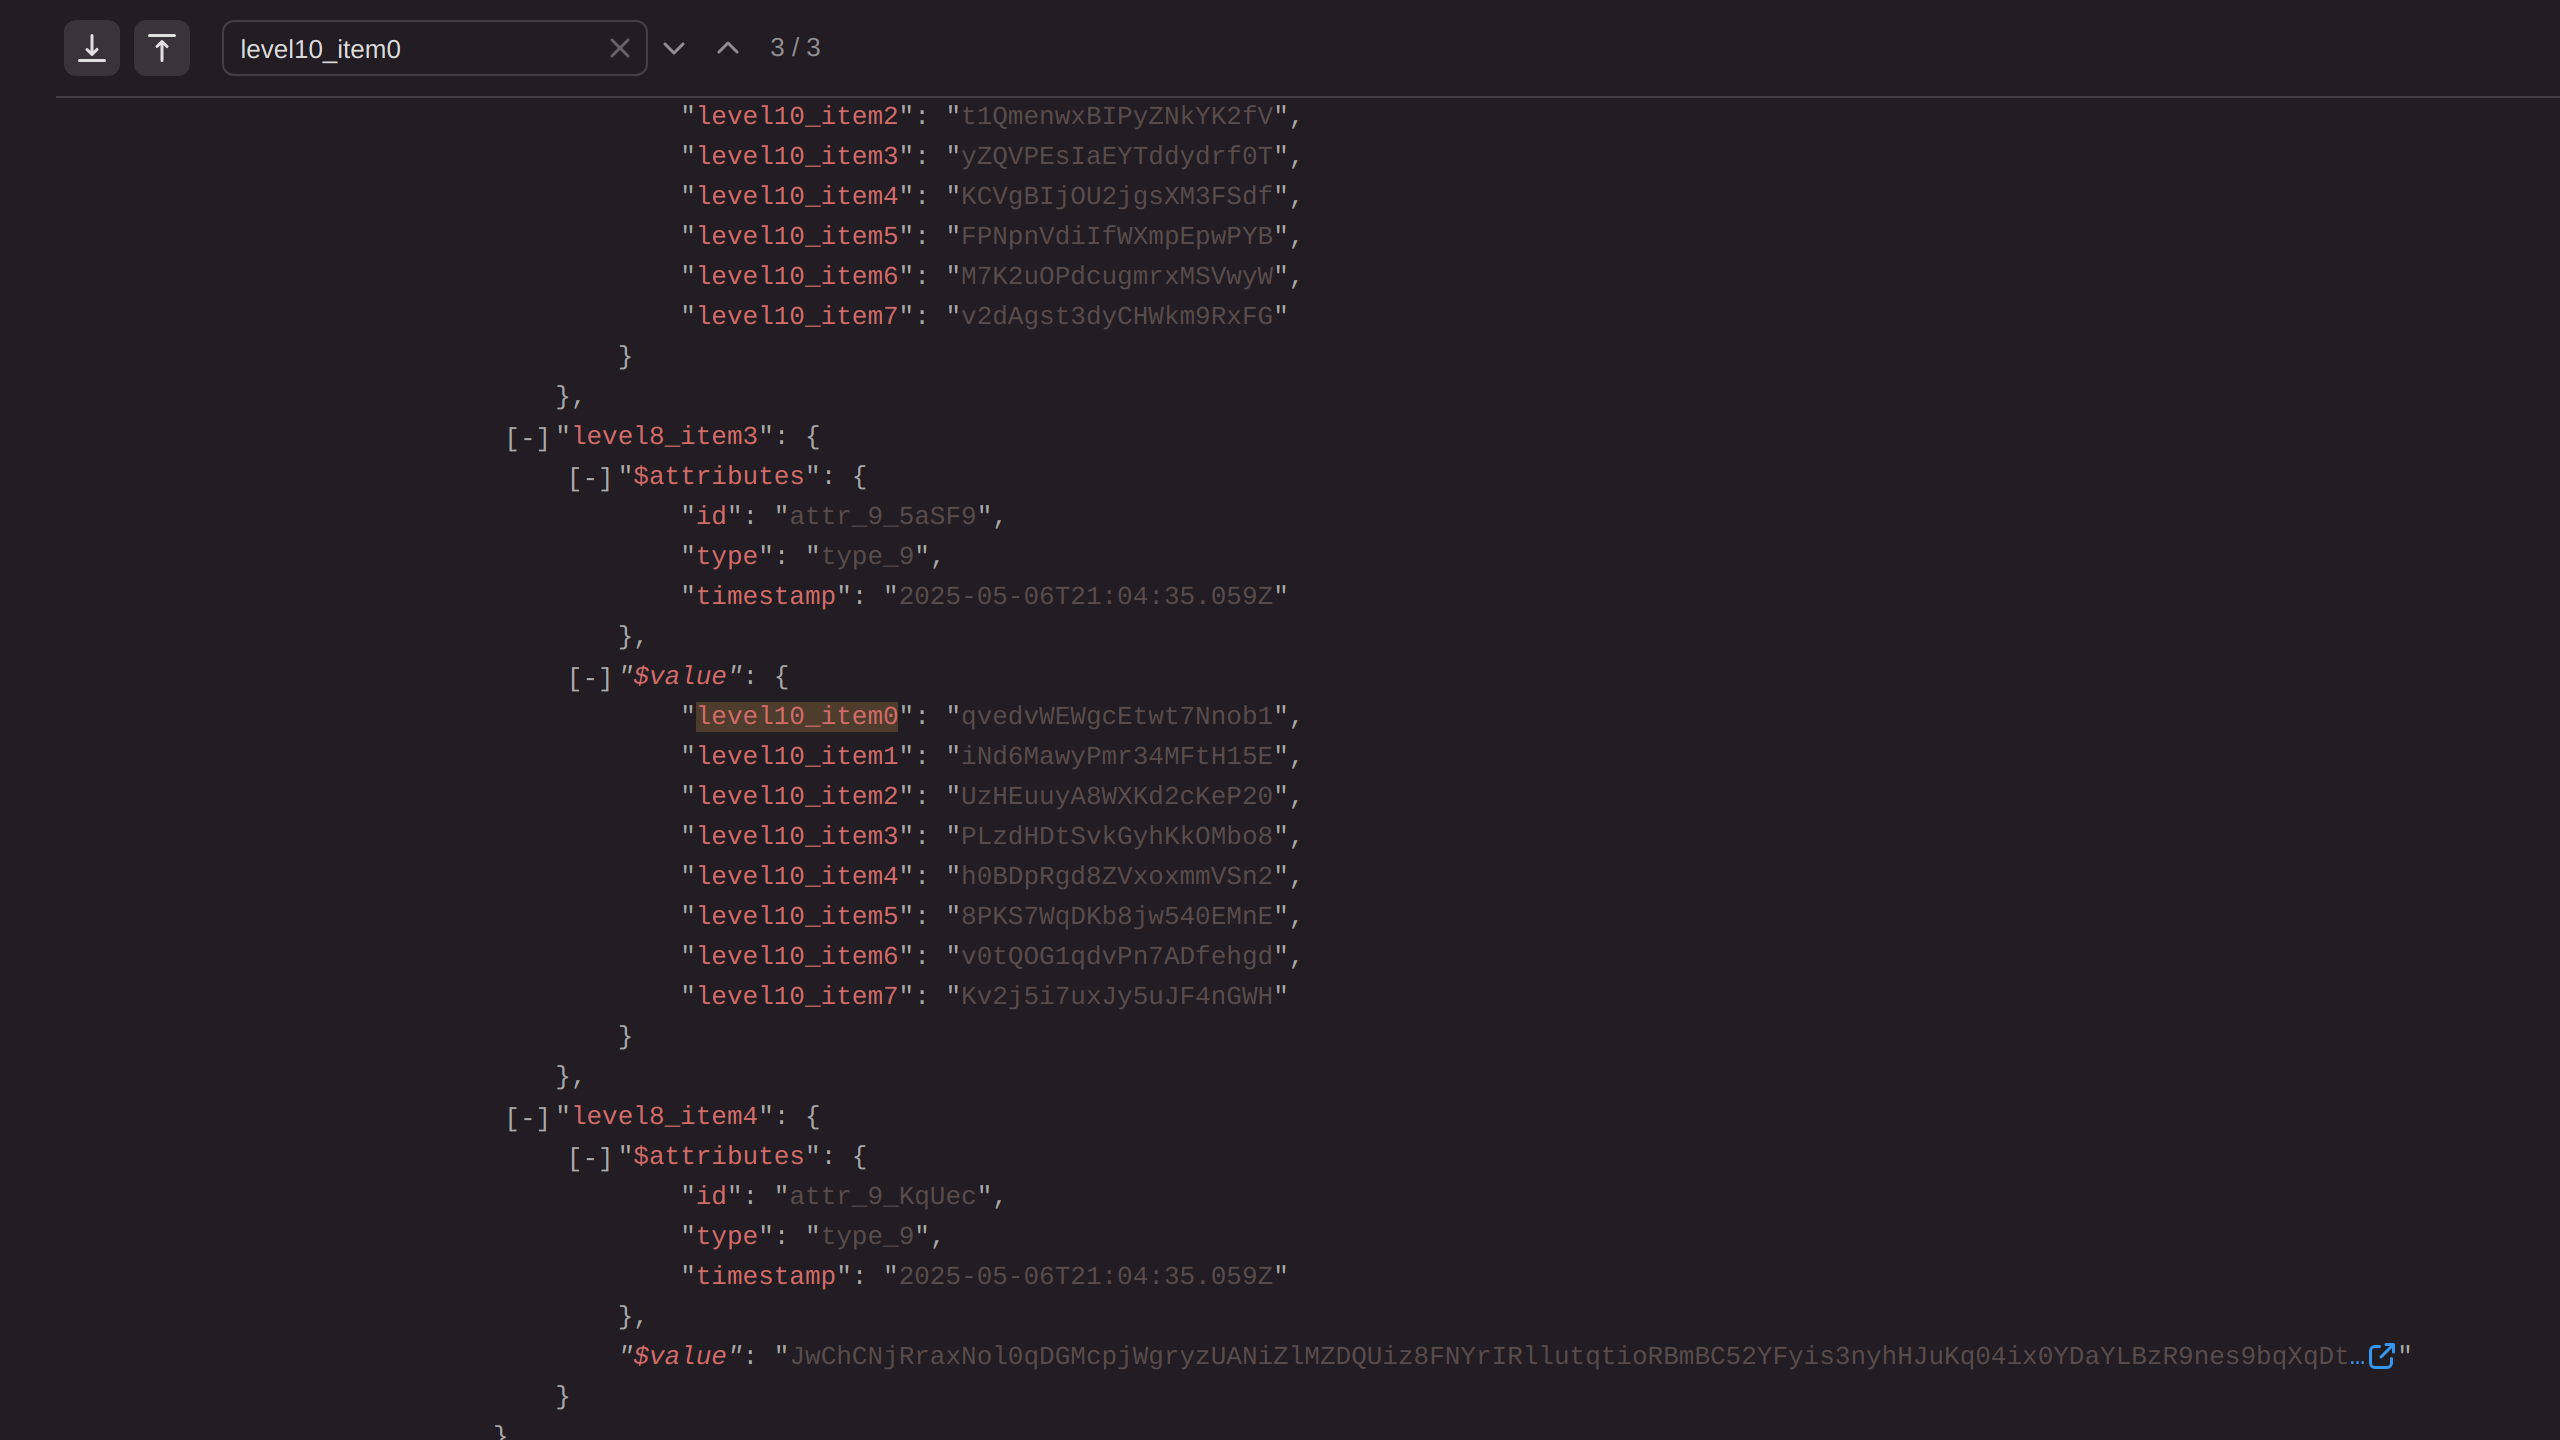 level10_item0 3 / 3
"level10_item2": "t1QmenwxBIPyZNkYK2fV",
"level10_item3": "yZQVPEsIaEYTddydrf0T",
"level10_item4": "KCVgBIjOU2jgsXM3FSdf",
"level10_item5": "FPNpnVdiIfWXmpEpwPYB",
"level10_item6": "M7K2uOPdcugmrxMSVwyW",
"level10_item7": "v2dAgst3dyCHWkm9RxFG"
}
},
[-]"level8_item3": {
[-]"$attributes": {
"id": "attr_9_5aSF9",
"type": "type_9",
"timestamp": "2025-05-06T21:04:35.059Z"
},
[-]"$value": {
"level10_item0": "qvedvWEWgcEtwt7Nnob1",
"level10_item1": "iNd6MawyPmr34MFtH15E",
"level10_item2": "UzHEuuyA8WXKd2cKeP20",
"level10_item3": "PLzdHDtSvkGyhKkOMbo8",
"level10_item4": "h0BDpRgd8ZVxoxmmVSn2",
"level10_item5": "8PKS7WqDKb8jw540EMnE",
"level10_item6": "v0tQOG1qdvPn7ADfehgd",
"level10_item7": "Kv2j5i7uxJy5uJF4nGWH"
}
},
[-]"level8_item4": {
[-]"$attributes": {
"id": "attr_9_KqUec",
"type": "type_9",
"timestamp": "2025-05-06T21:04:35.059Z"
},
"$value": "JwChCNjRraxNol0qDGMcpjWgryzUANiZlMZDQUiz8FNYrIRllutqtioRBmBC52YFyis3nyhHJuKq04ix0YDaYLBzR9nes9bqXqDt…"
}
}